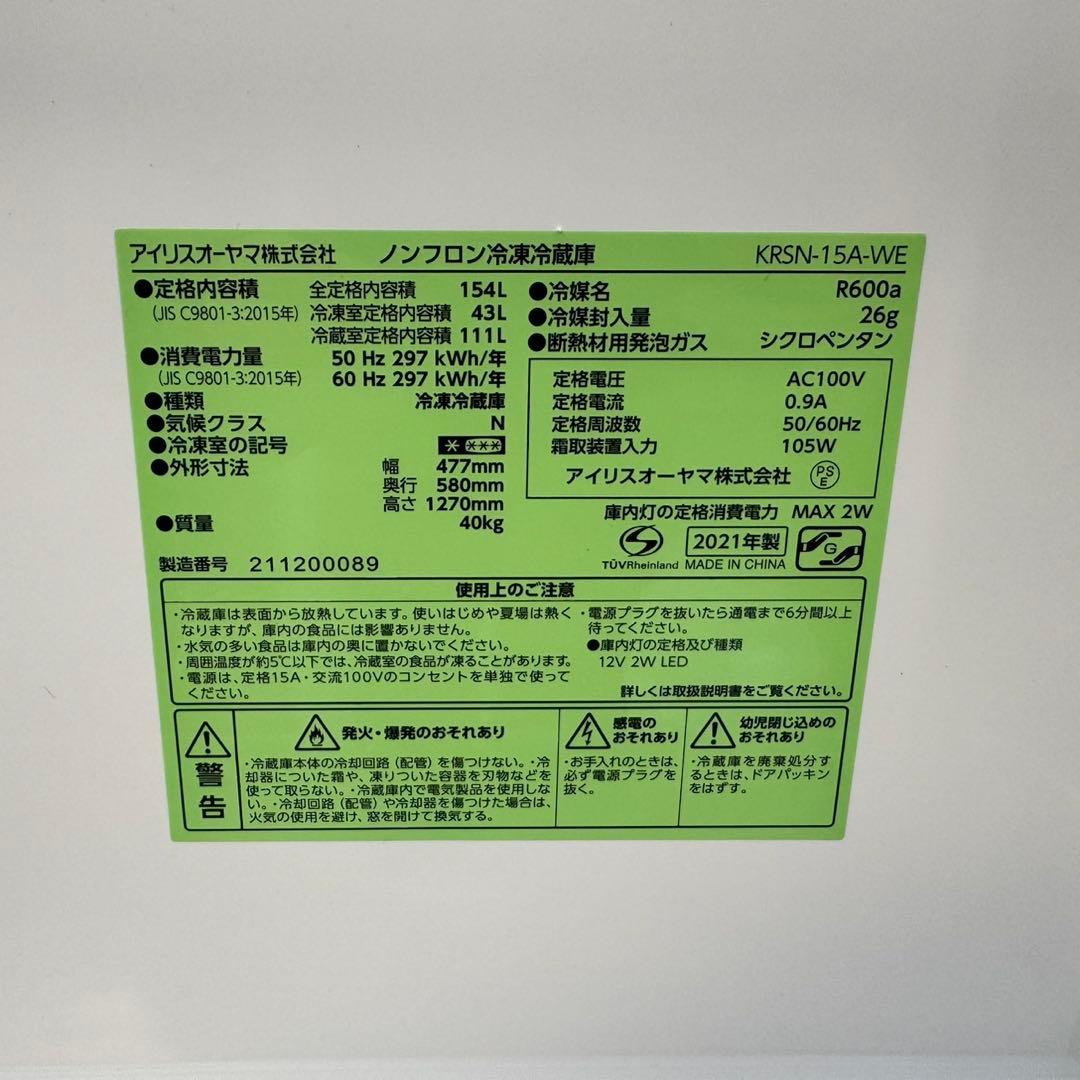 アイリスオーヤマ株式会社 ノンフロン冷凍冷蔵庫 KRSN-15A-WE
●定格内容積 全定格内容積 154L
(JIS C9801-3:2015年) 冷凍室定格内容積 43L
冷蔵室定格内容積 111L
●消費電力量 50 Hz 297 kWh/年
(JIS C9801-3:2015年) 60 Hz 297 kWh/年
●種類 冷凍冷蔵庫
●気候クラス N
●冷凍室の記号 * ***
●外形寸法 幅 477mm
奥行 580mm
高さ 1270mm
●質量 40kg
製造番号 211200089
●冷媒名 R600a
●冷媒封入量 26g
●断熱材用発泡ガス シクロペンタン
定格電圧 AC100V
定格電流 0.9A
定格周波数 50/60Hz
霜取装置入力 105W
アイリスオーヤマ株式会社 PSE
庫内灯の定格消費電力 MAX 2W
TÜVRheinland
2021年製
MADE IN CHINA
G
使用上のご注意
・冷蔵庫は表面から放熱しています。使いはじめや夏場は熱く
なりますが、庫内の食品には影響ありません。
・水気の多い食品は庫内の奥に置かないでください。
・周囲温度が約5℃以下では、冷蔵室の食品が凍ることがあります。
・電源は、定格15A・交流100Vのコンセントを単独で使って
ください。
・電源プラグを抜いたら通電まで6分間以上
待ってください。
●庫内灯の定格及び種類
12V 2W LED
詳しくは取扱説明書をご覧ください。
警告
発火・爆発のおそれあり
・冷蔵庫本体の冷却回路(配管)を傷つけない。・冷
却器についた霜や、凍りついた容器を刃物などを
使って取らない。・冷蔵庫内で電気製品を使用しな
い。・冷却回路(配管)や冷却器を傷つけた場合は、
火気の使用を避け、窓を開けて換気する。
感電の
おそれあり
・お手入れのときは、
必ず電源プラグを
抜く。
幼児閉じ込めの
おそれあり
・冷蔵庫を廃棄処分す
るときは、ドアパッキン
をはずす。